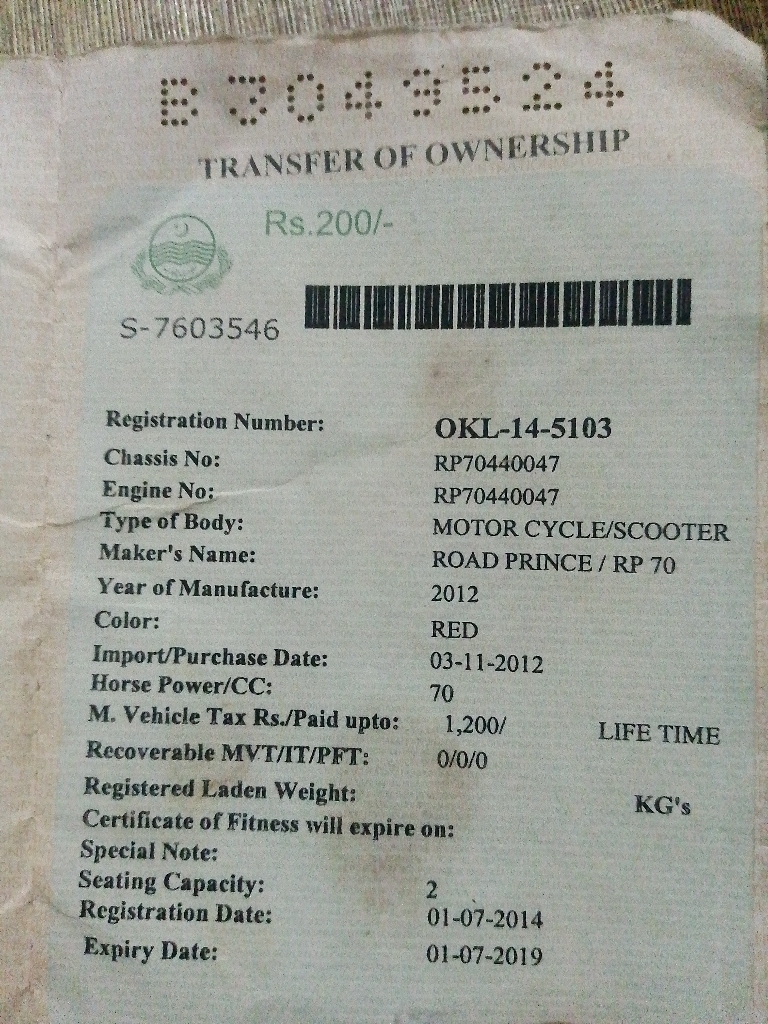 B7049524
TRANSFER OF OWNERSHIP
Rs.200/-
S-7603546
Registration Number: OKL-14-5103
Chassis No: RP70440047
Engine No: RP70440047
Type of Body: MOTOR CYCLE/SCOOTER
Maker's Name: ROAD PRINCE / RP 70
Year of Manufacture: 2012
Color: RED
Import/Purchase Date: 03-11-2012
Horse Power/CC: 70
M. Vehicle Tax Rs./Paid upto: 1,200/ LIFE TIME
Recoverable MVT/IT/PFT: 0/0/0
Registered Laden Weight: KG's
Certificate of Fitness will expire on:
Special Note:
Seating Capacity: 2
Registration Date: 01-07-2014
Expiry Date: 01-07-2019